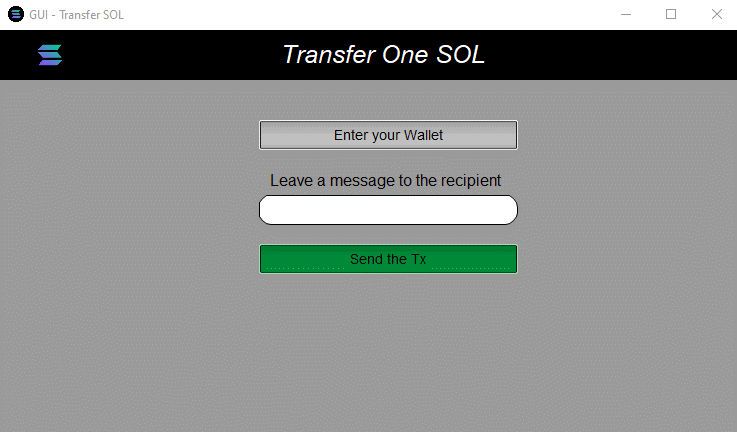 GUI - Transfer SOL
Transfer One SOL
Enter your Wallet
Leave a message to the recipient
Send the Tx